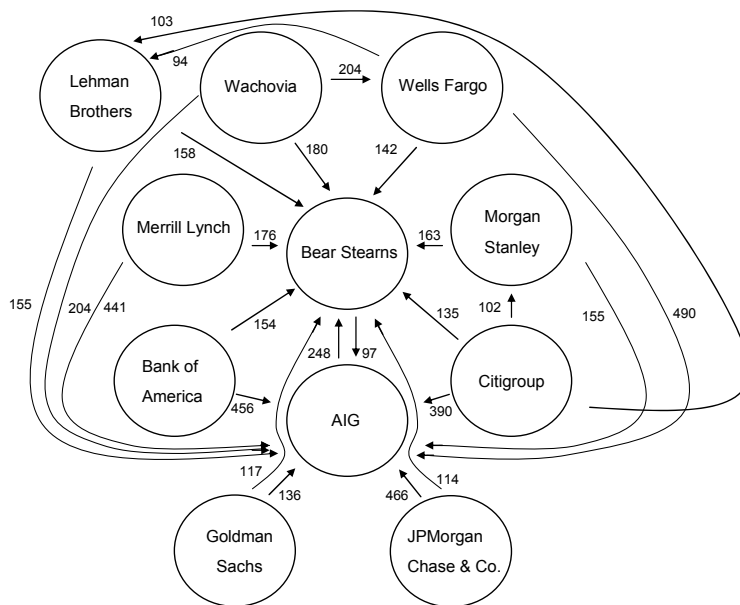 103
94
204
Lehman
Brothers
Wachovia
Wells Fargo
158
180
142
Merrill Lynch
176
Bear Stearns
163
Morgan
Stanley
155
204
441
154
135
102
155
490
Bank of
America
248
97
Citigroup
456
AIG
390
117
136
466
114
Goldman
Sachs
JPMorgan
Chase & Co.